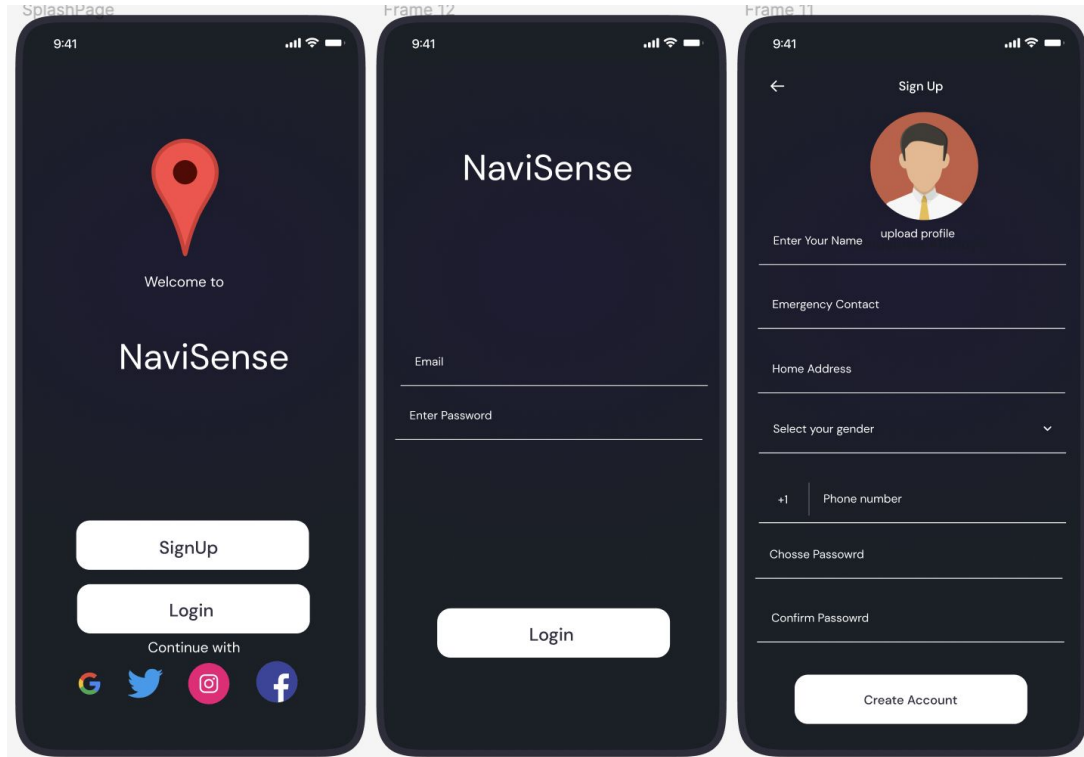 SplashPage
9:41
Welcome to
NaviSense
SignUp
Login
Continue with
Frame 12
9:41
NaviSense
Email
Enter Password
Login
Frame 11
9:41
Sign Up
upload profile
Enter Your Name
Emergency Contact
Home Address
Select your gender
+1 Phone number
Chosse Passowrd
Confirm Passowrd
Create Account